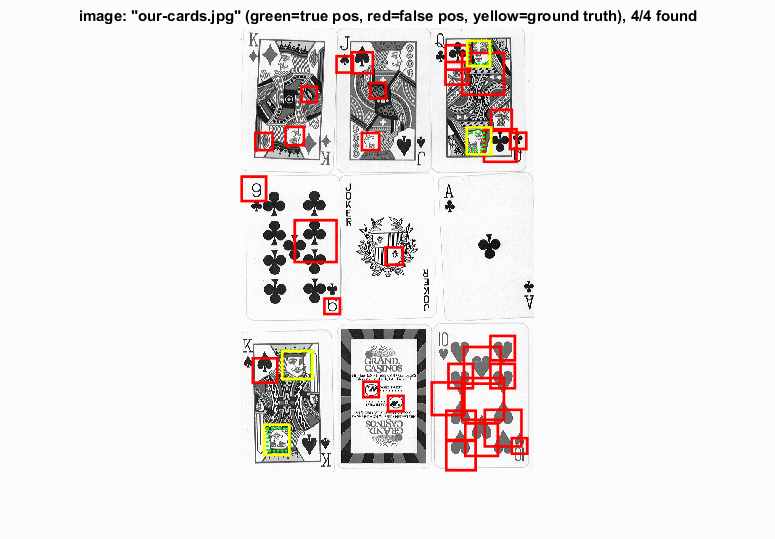 image: "our-cards.jpg" (green=true pos, red=false pos, yellow=ground truth), 4/4 found
K
J
Q
K
J
Q
9
JOKER
A
9
JOKER
A
K
GRAND
CASINOS
10
GRAND
CASINOS
K
10